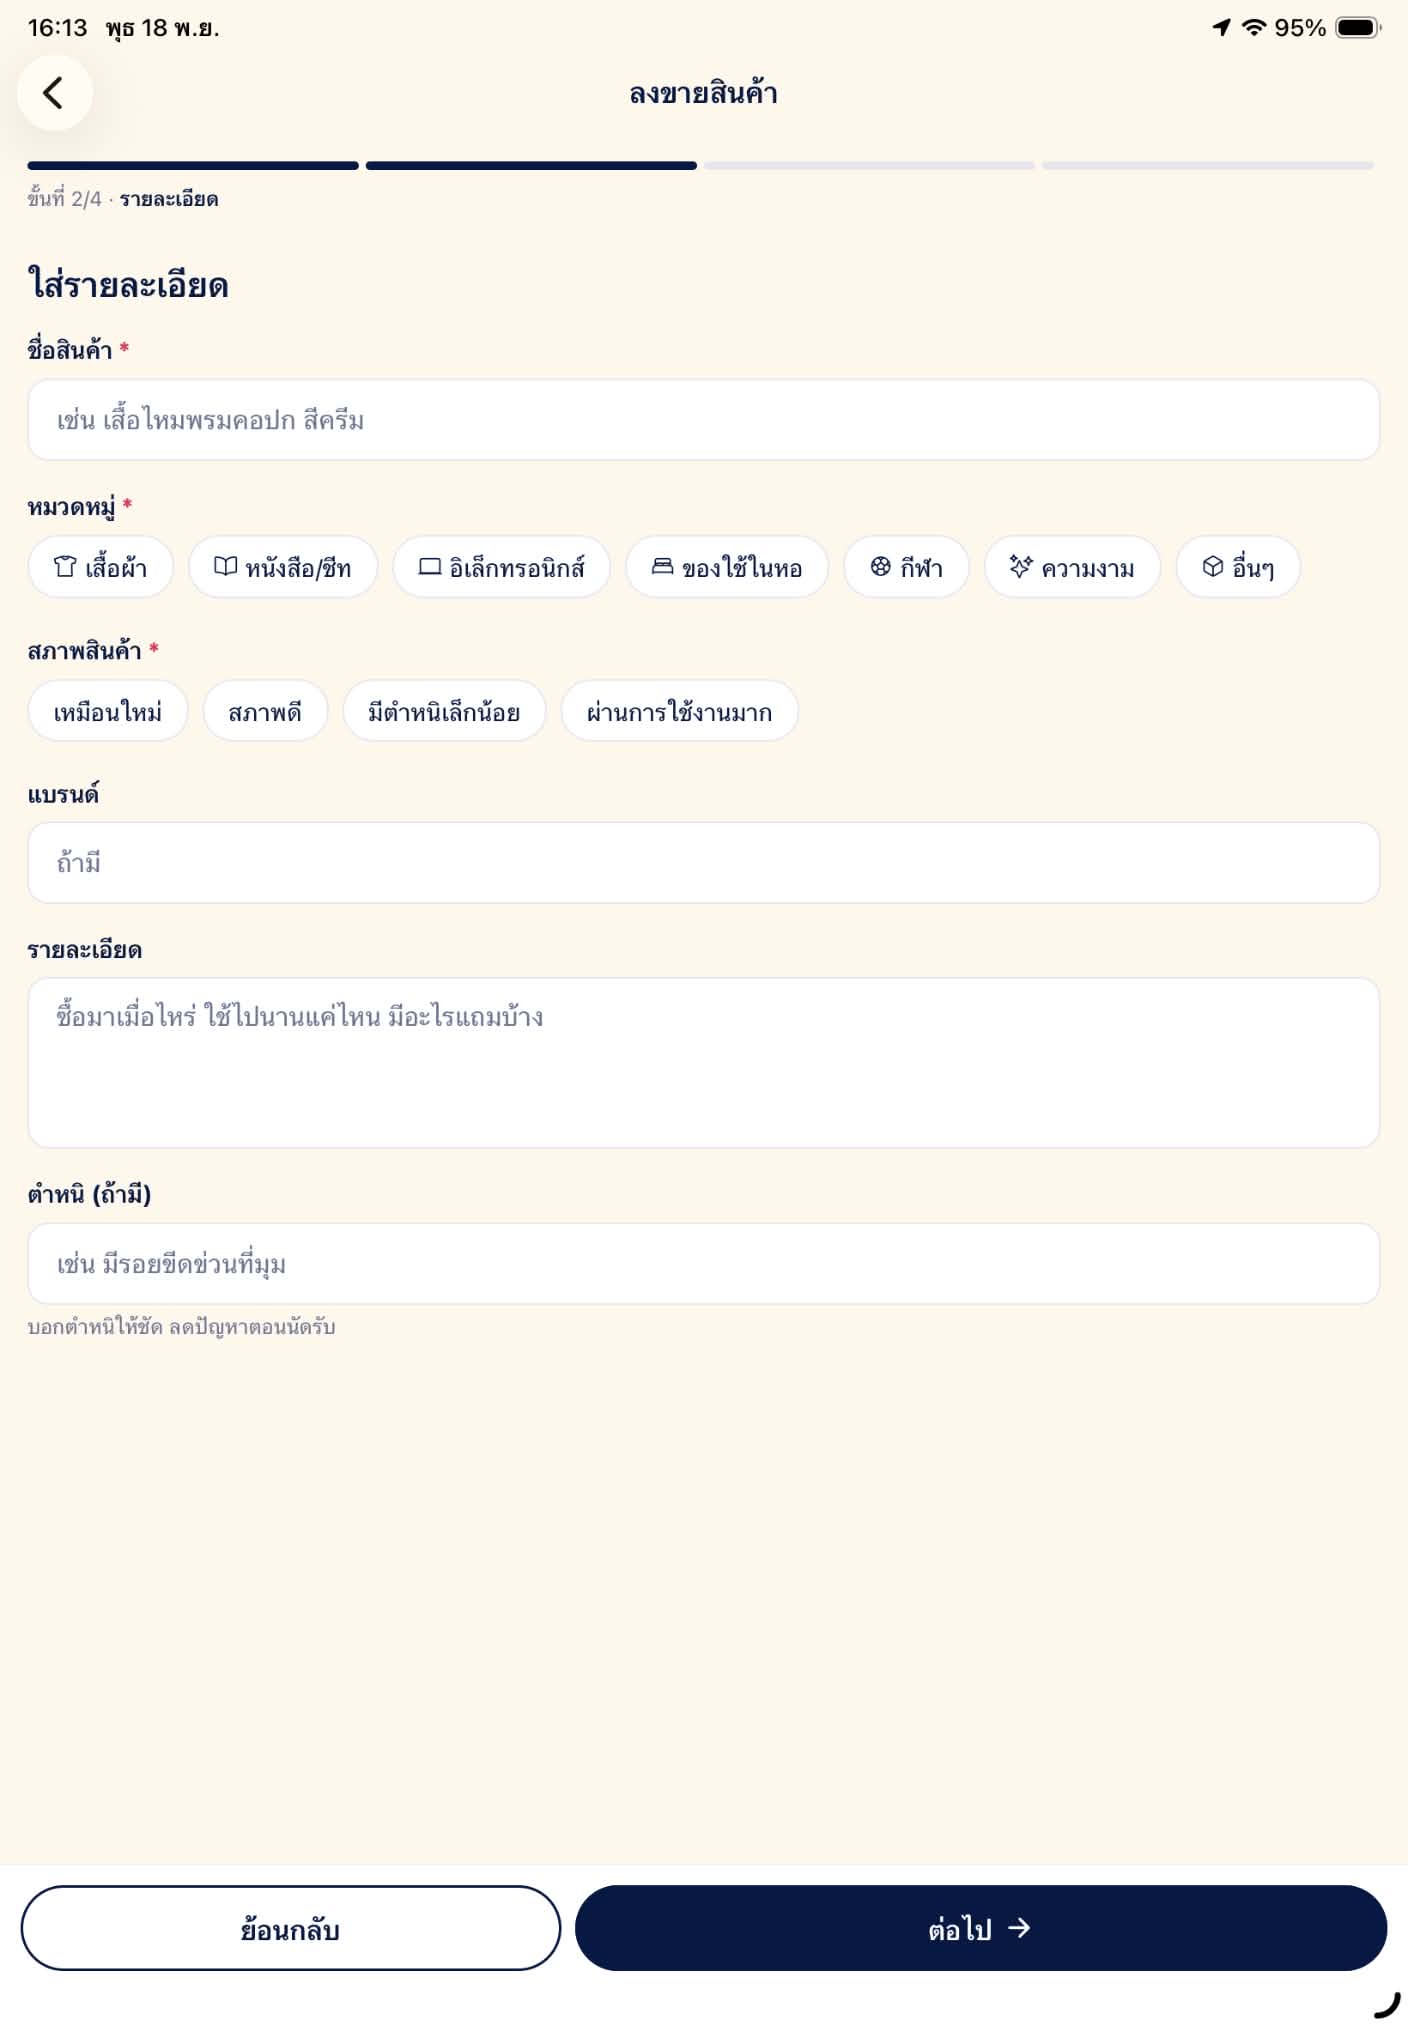 16:13 พุธ 18 พ.ย. 95%
ลงขายสินค้า
ขั้นที่ 2/4 · รายละเอียด
ใส่รายละเอียด
ชื่อสินค้า *
เช่น เสื้อไหมพรมคอปก สีครีม
หมวดหมู่ *
เสื้อผ้า หนังสือ/ชีท อิเล็กทรอนิกส์ ของใช้ในหอ กีฬา ความงาม อื่นๆ
สภาพสินค้า *
เหมือนใหม่ สภาพดี มีตำหนิเล็กน้อย ผ่านการใช้งานมาก
แบรนด์
ถ้ามี
รายละเอียด
ซื้อมาเมื่อไหร่ ใช้ไปนานแค่ไหน มีอะไรแถมบ้าง
ตำหนิ (ถ้ามี)
เช่น มีรอยขีดข่วนที่มุม
บอกตำหนิให้ชัด ลดปัญหาตอนนัดรับ
ย้อนกลับ ต่อไป →